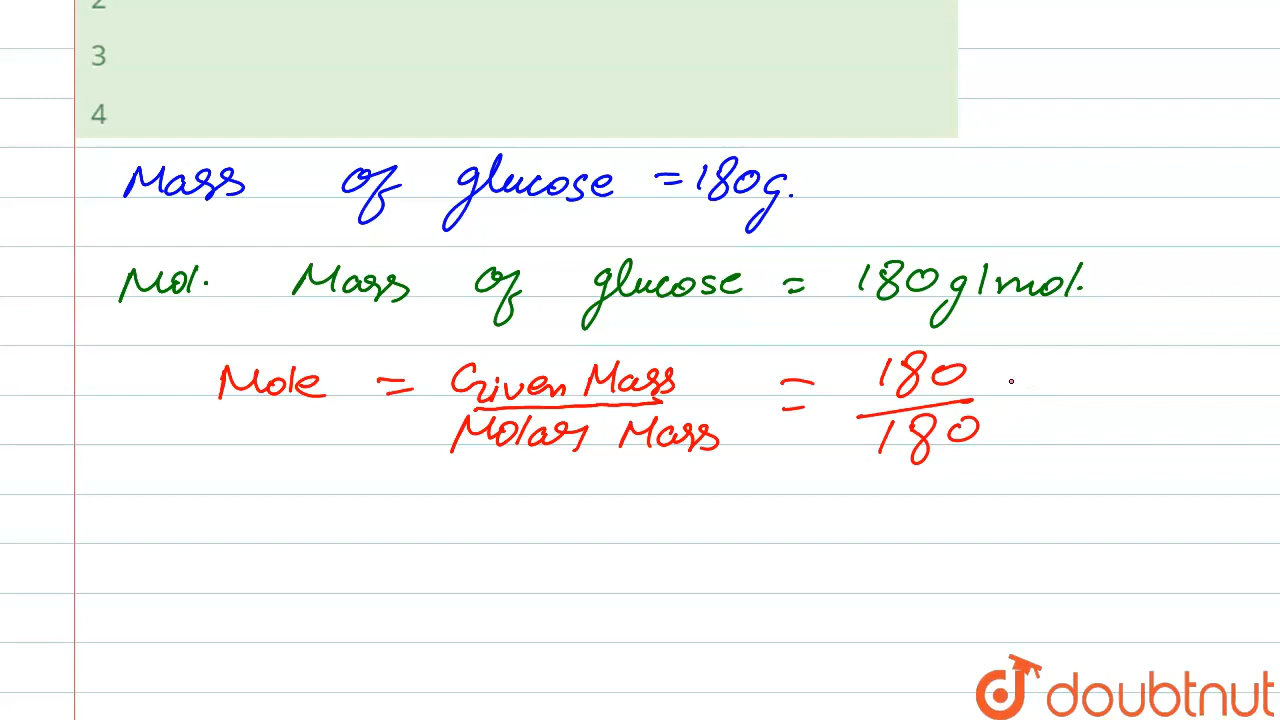 2
3
4
Mass of glucose = 180g.
Mol. Mass of glucose = 180g/mol.
Mole = Given Mass / Molar Mass = 180 / 180
doubtnut